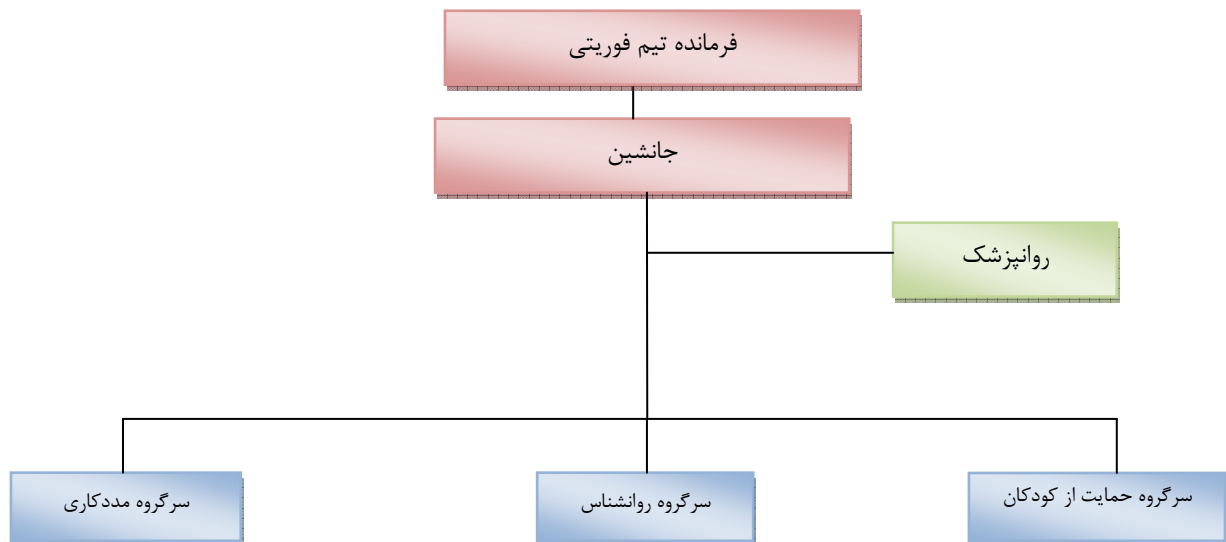 فرمانده تیم فوریتی
جانشین
روانپزشک
سرگروه حمایت از کودکان
سرگروه روانشناس
سرگروه مددکاری